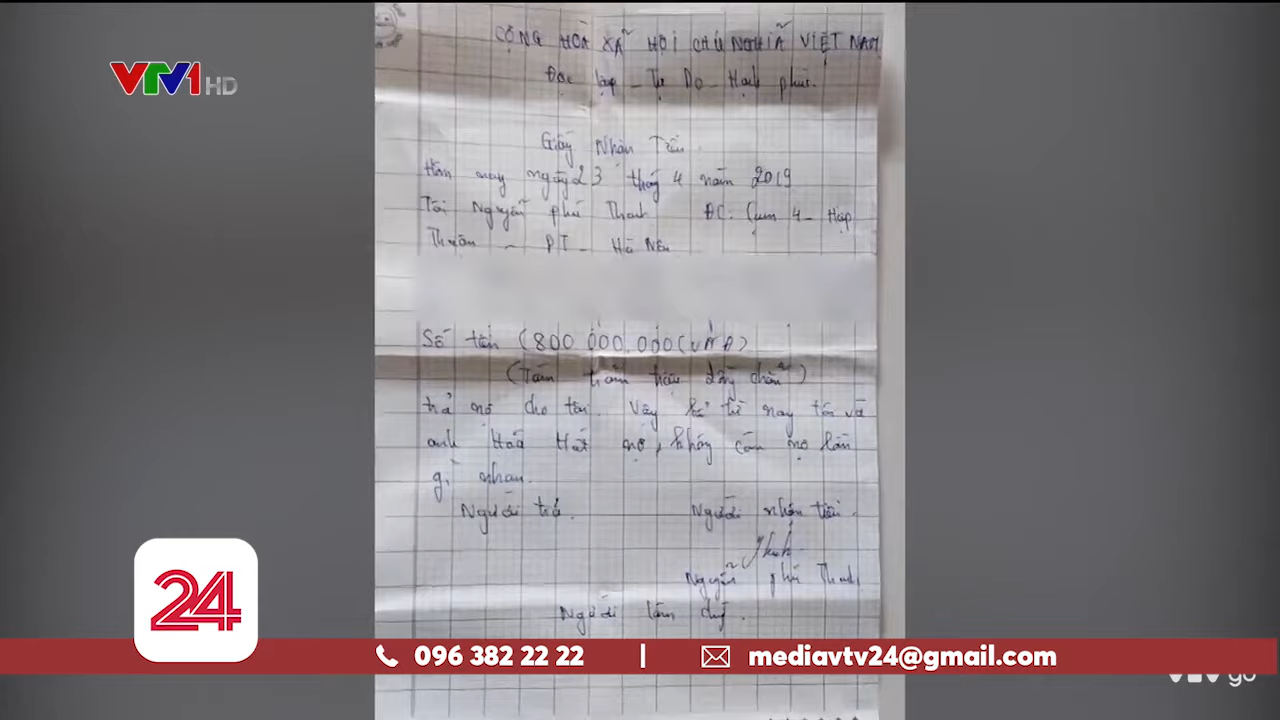 CỘNG HÒA XÃ HỘI CHỦ NGHĨA VIỆT NAM
Độc lập - Tự Do - Hạnh phúc.
VTV1 HD
Giấy Nhận Tiền
Hôm nay ngày 23 tháng 4 năm 2019
Tôi Nguyễn phú Thanh ĐC: Cụm 4 -
Thuận - PT - Hà Nội
Số tiền (800.000.000 (VNĐ)
(Tám trăm triệu đồng chẵn)
trả nợ cho tôi. Vậy kể từ nay tôi và
anh Hoà Hết nợ, không còn nợ lần
gì nhau.
Người trả. Người nhận tiền.
Nguyễn phú Thanh
Người làm chứng.
24
096 382 22 22 | mediavtv24@gmail.com
VTV go